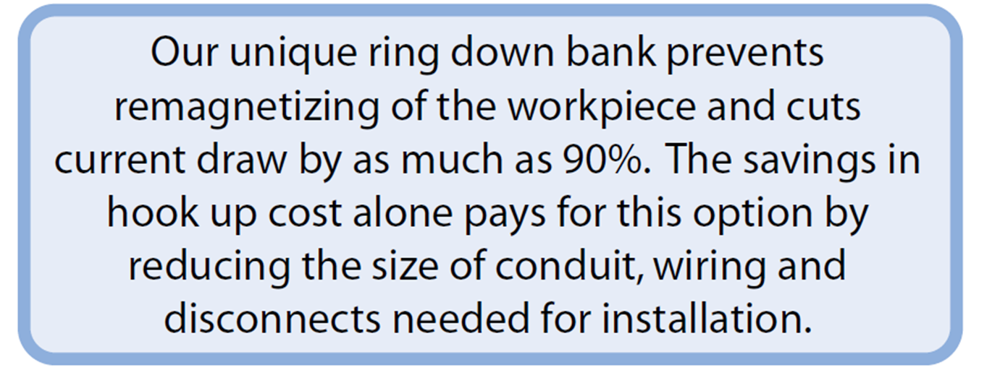 Our unique ring down bank prevents
remagnetizing of the workpiece and cuts
current draw by as much as 90%. The savings in
hook up cost alone pays for this option by
reducing the size of conduit, wiring and
disconnects needed for installation.